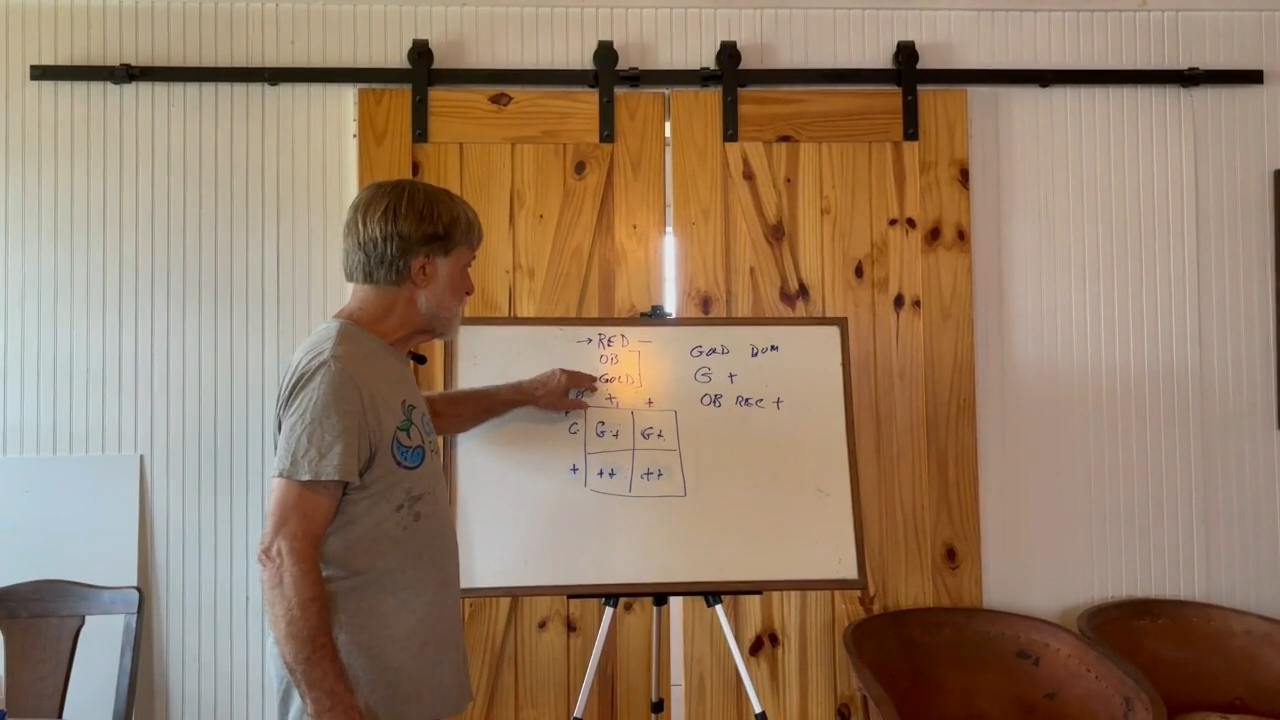 → RED —
OB
GOLD
+ +
G G+ G+
+ ++ ++
GOLD DOM
G +
OB REC +